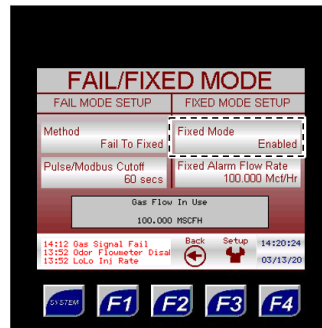 FAIL/FIXED MODE
FAIL MODE SETUP
FIXED MODE SETUP
Method
Fail To Fixed
Fixed Mode
Enabled
Pulse/Modbus Cutoff
60 secs
Fixed Alarm Flow Rate
100.000 Mcf/Hr
Gas Flow In Use
100.000 MSCFH
14:12 Gas Signal Fail
13:52 Odor Flowmeter Disal
13:52 LoLo Inj Rate
Back
Setup
14:20:24
03/13/20
SYSTEM
F1
F2
F3
F4